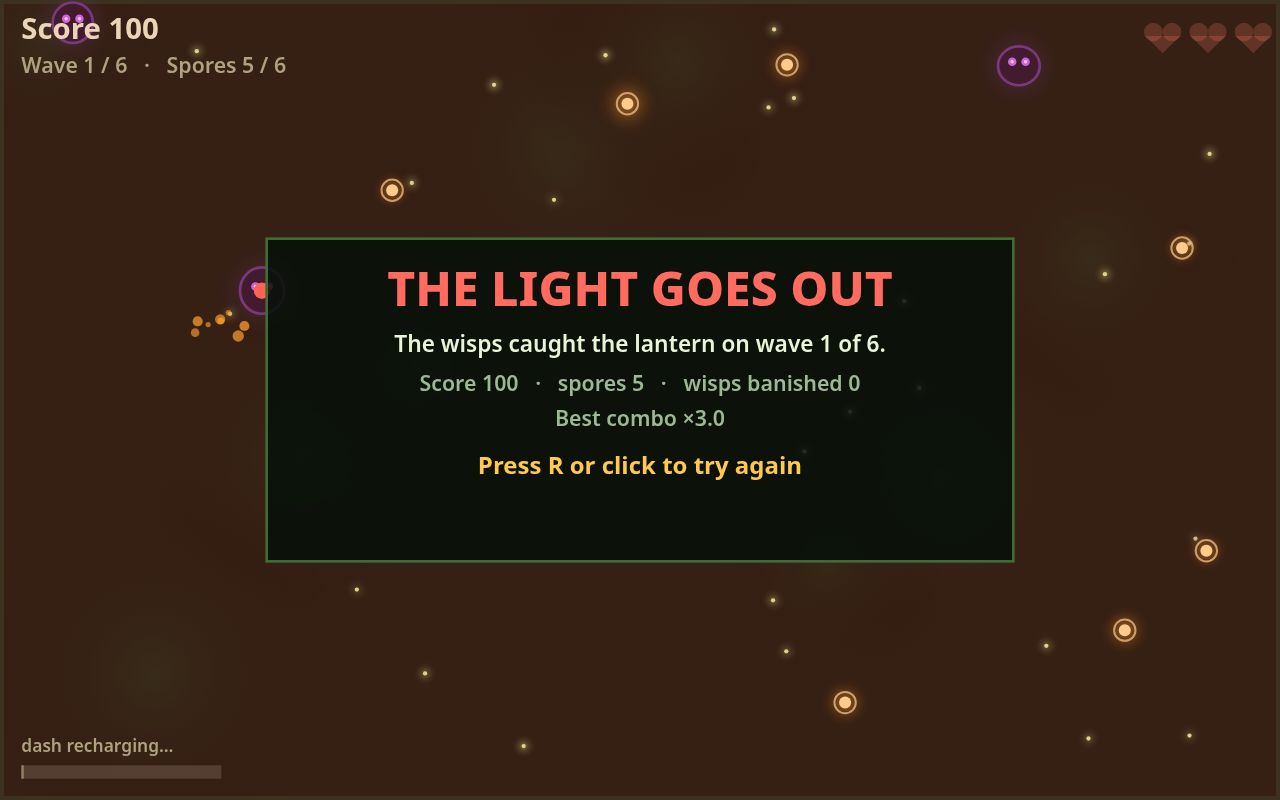 Score 100
Wave 1 / 6 · Spores 5 / 6
THE LIGHT GOES OUT
The wisps caught the lantern on wave 1 of 6.
Score 100 · spores 5 · wisps banished 0
Best combo ×3.0
Press R or click to try again
dash recharging...